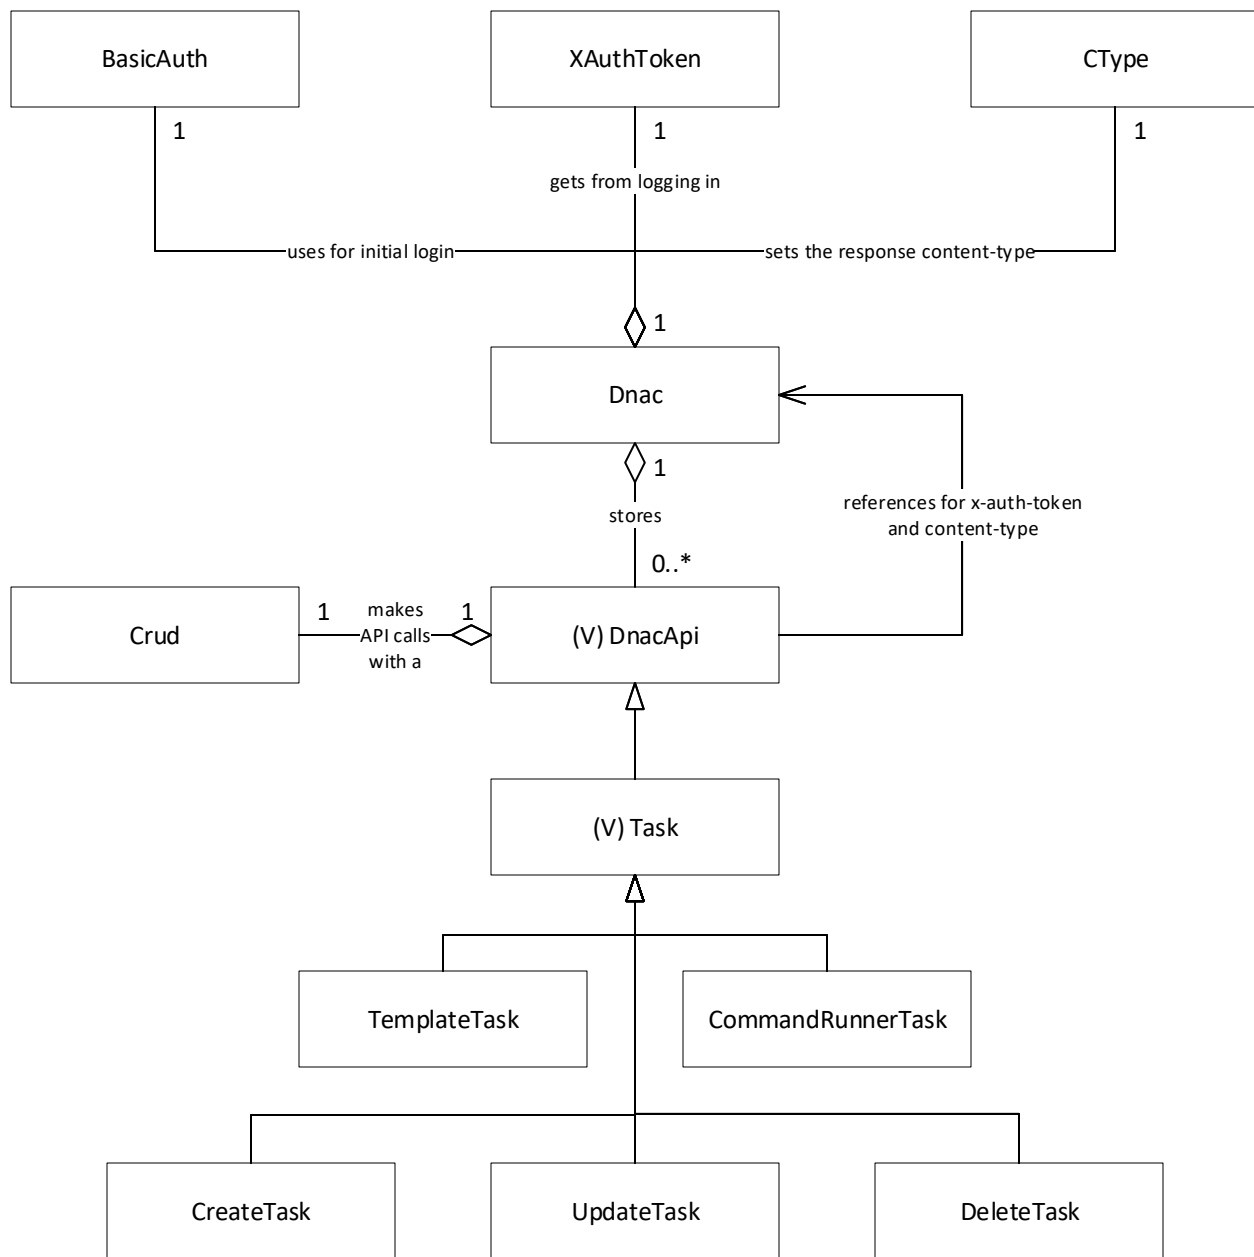 BasicAuth
XAuthToken
CType
1
1
1
gets from logging in
uses for initial login
sets the response content-type
1
Dnac
1
stores
references for x-auth-token
and content-type
0..*
Crud
1
makes
API calls
with a
1
(V) DnacApi
(V) Task
TemplateTask
CommandRunnerTask
CreateTask
UpdateTask
DeleteTask